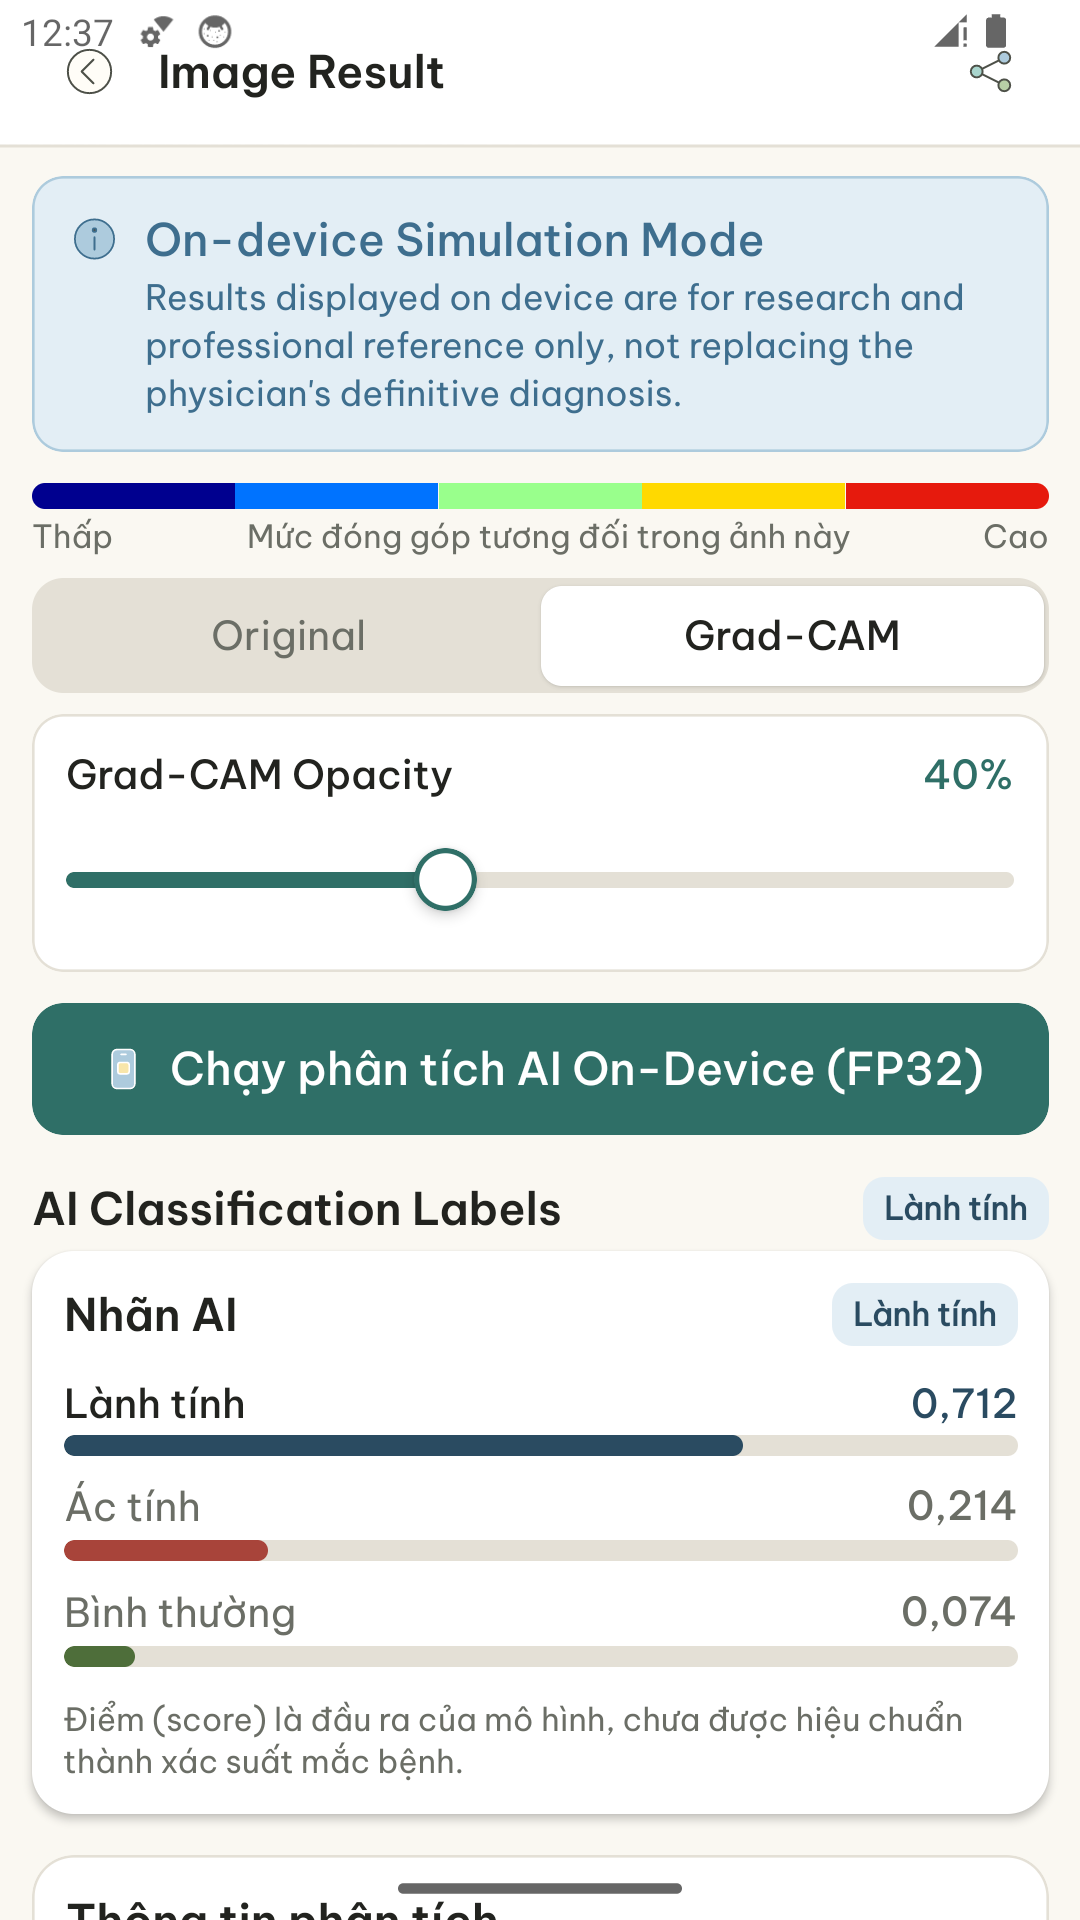 12:37
Image Result
On-device Simulation Mode
Results displayed on device are for research and
professional reference only, not replacing the
physician's definitive diagnosis.
Thấp Mức đóng góp tương đối trong ảnh này Cao
Original Grad-CAM
Grad-CAM Opacity 40%
Chạy phân tích AI On-Device (FP32)
AI Classification Labels Lành tính
Nhãn AI Lành tính
Lành tính 0,712
Ác tính 0,214
Bình thường 0,074
Điểm (score) là đầu ra của mô hình, chưa được hiệu chuẩn
thành xác suất mắc bệnh.
Thông tin phân tích